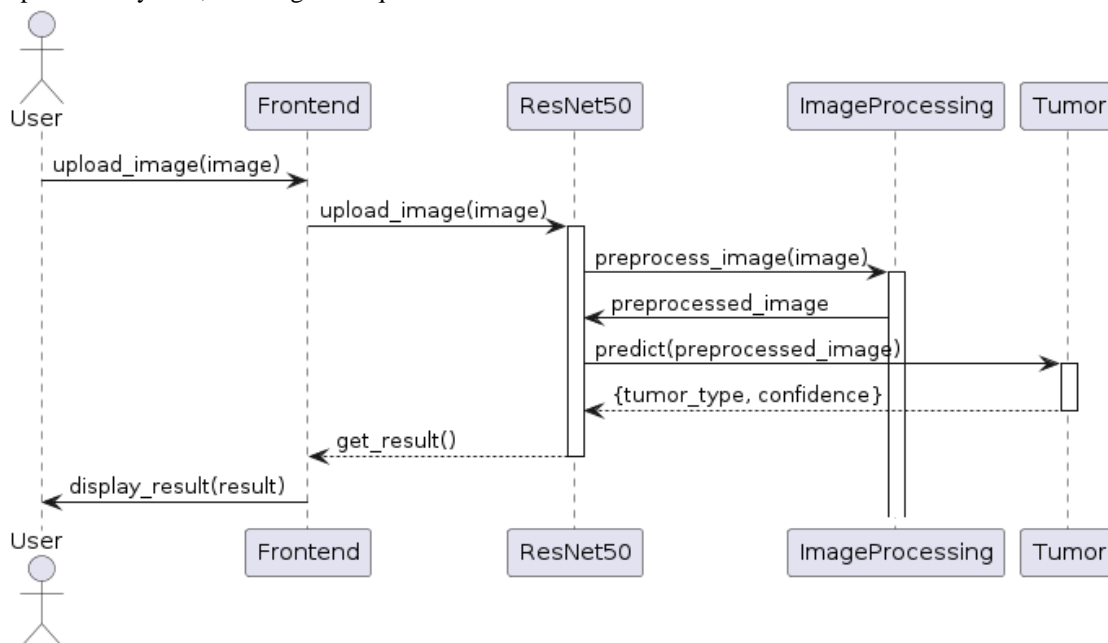 User
Frontend
ResNet50
ImageProcessing
Tumor
upload_image(image)
upload_image(image)
preprocess_image(image)
preprocessed_image
predict(preprocessed_image)
{tumor_type, confidence}
get_result()
display_result(result)
User
Frontend
ResNet50
ImageProcessing
Tumor